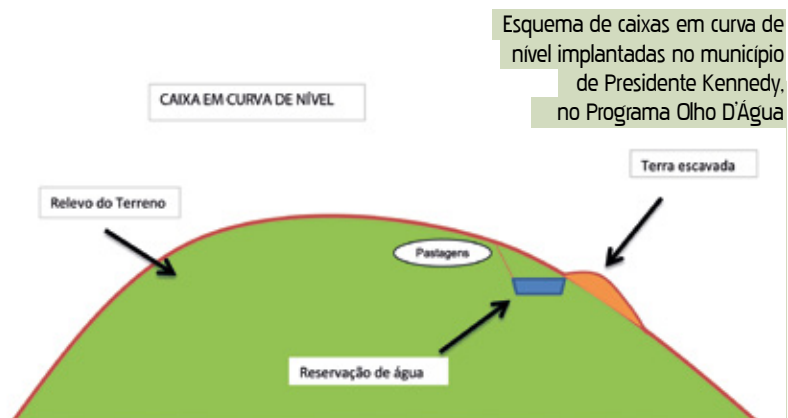 Esquema de caixas em curva de
nível implantadas no município
de Presidente Kennedy,
no Programa Olho D'Água
CAIXA EM CURVA DE NÍVEL
Terra escavada
Relevo do Terreno
Pastagens
Reservação de água